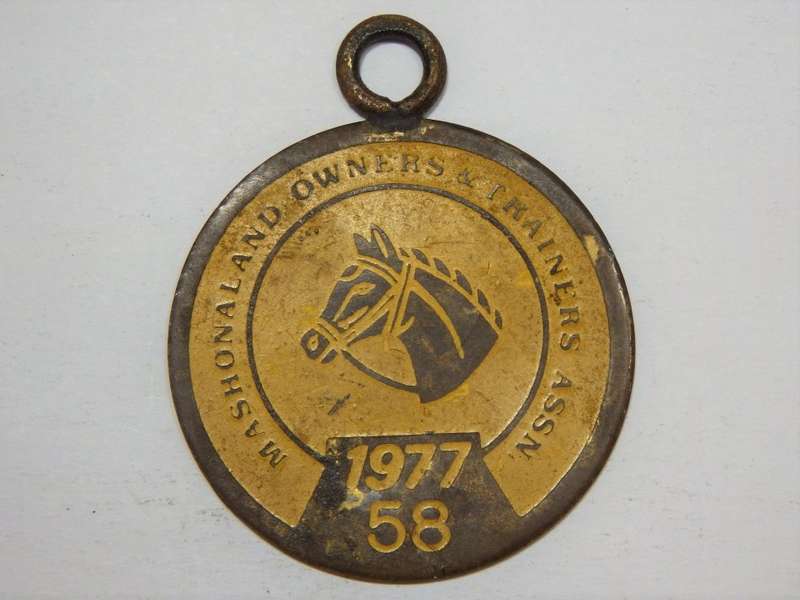 MASHONALAND OWNERS & TRAINERS ASSN.
1977
58